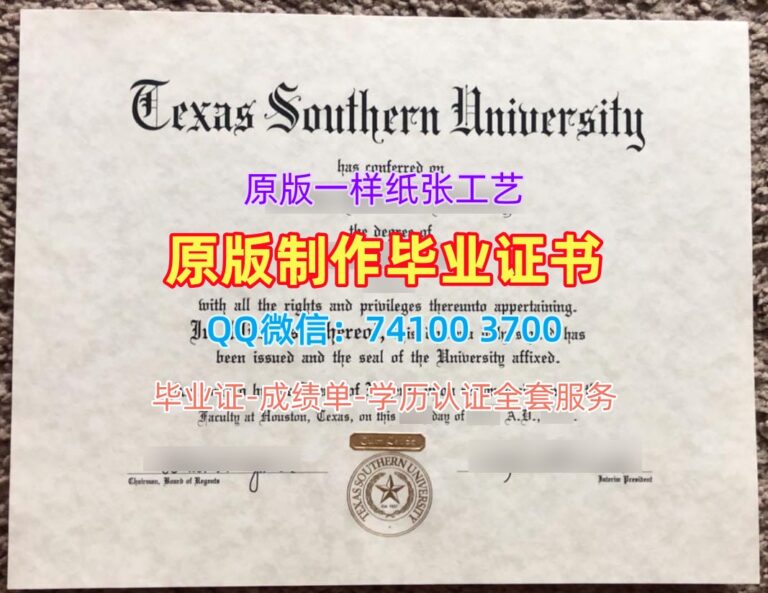 Texas Southern University
has conferred on
原版一样纸张工艺
the degree of
原版制作毕业证书
with all the rights and privileges thereunto appertaining.
In
QQ微信：74100 3700
has
been issued and the seal of the University affixed.
毕业证-成绩单-学历认证全套服务
Faculty at Houston, Texas, on this day of A.D.,
Cum Laude
Chairman, Board of Regents
Interim President
TEXAS SOUTHERN UNIVERSITY